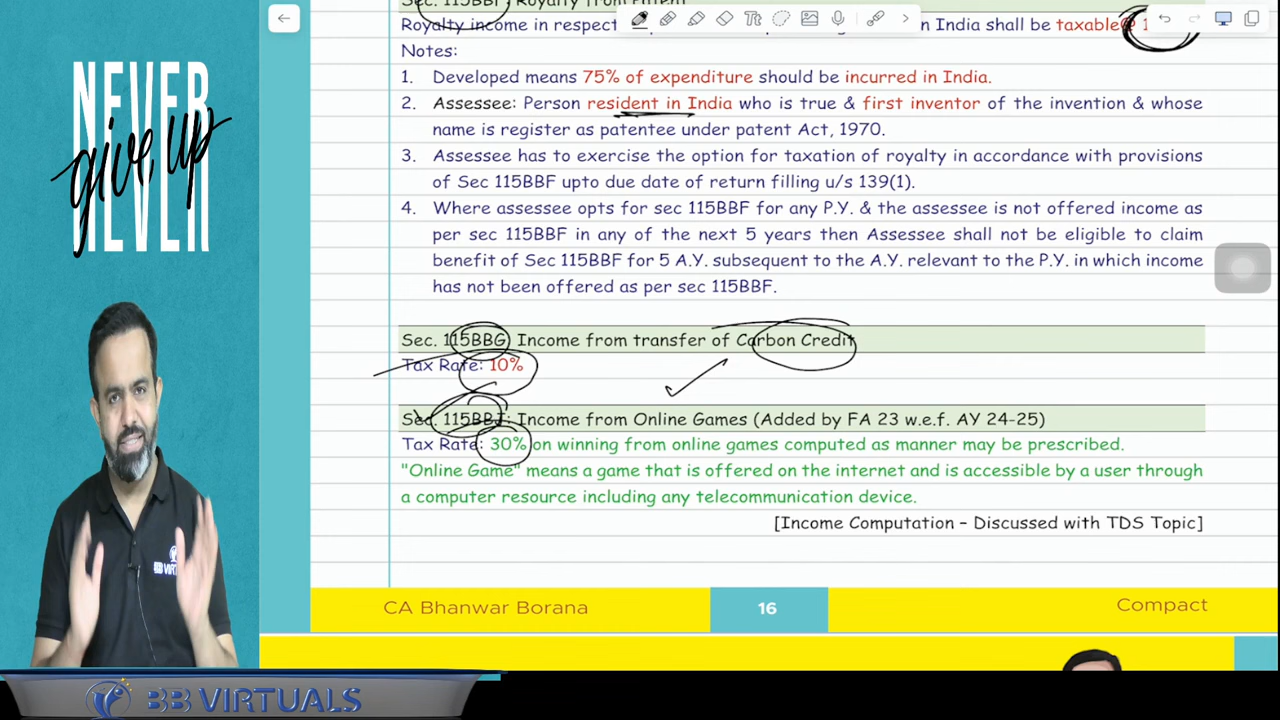 Sec. 115BBF: Royalty from Patent
Royalty income in respect n India shall be taxable@ 1
Notes:
1. Developed means 75% of expenditure should be incurred in India.
2. Assessee: Person resident in India who is true & first inventor of the invention & whose
name is register as patentee under patent Act, 1970.
3. Assessee has to exercise the option for taxation of royalty in accordance with provisions
of Sec 115BBF upto due date of return filling u/s 139(1).
4. Where assessee opts for sec 115BBF for any P.Y. & the assessee is not offered income as
per sec 115BBF in any of the next 5 years then Assessee shall not be eligible to claim
benefit of Sec 115BBF for 5 A.Y. subsequent to the A.Y. relevant to the P.Y. in which income
has not been offered as per sec 115BBF.
Sec. 115BBG: Income from transfer of Carbon Credit
Tax Rate: 10%
Sec. 115BBJ: Income from Online Games (Added by FA 23 w.e.f. AY 24-25)
Tax Rate: 30% on winning from online games computed as manner may be prescribed.
"Online Game" means a game that is offered on the internet and is accessible by a user through
a computer resource including any telecommunication device.
[Income Computation – Discussed with TDS Topic]
CA Bhanwar Borana 16 Compact
NEVER
give up
NEVER
BB VIRTUALS